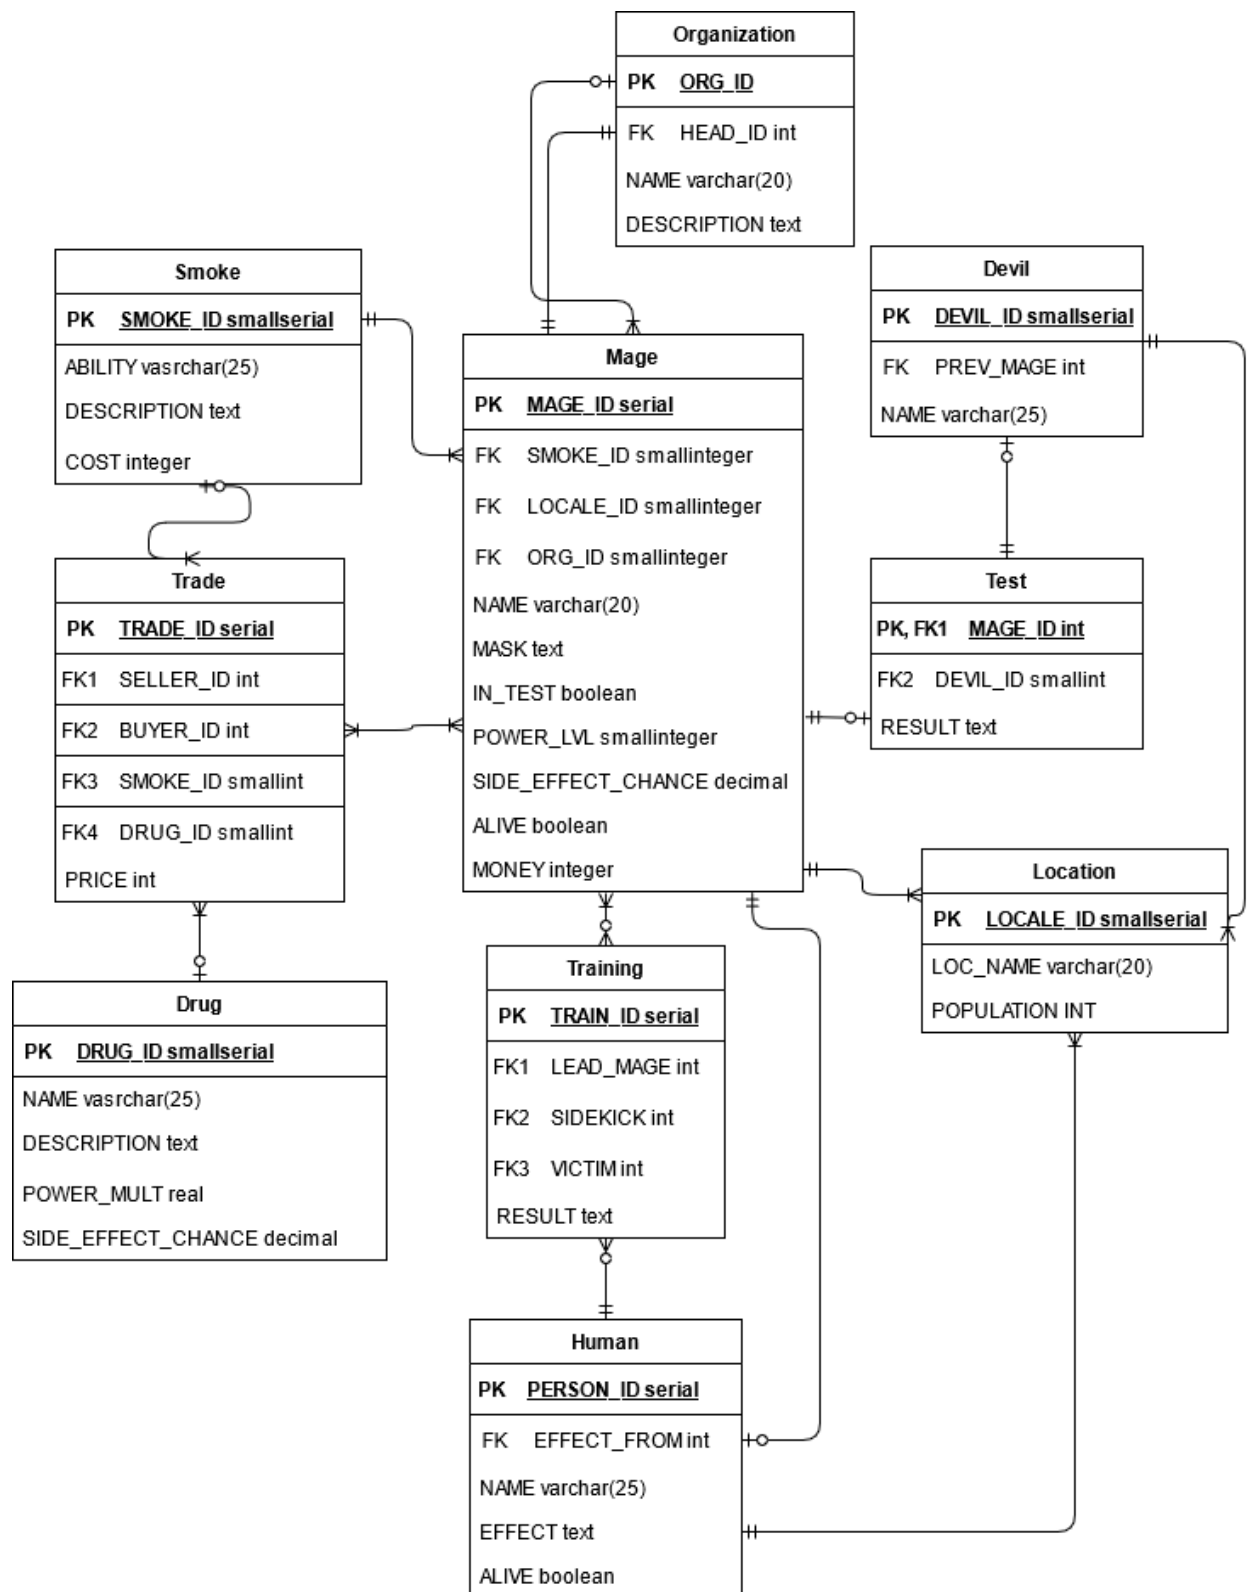 Organization
PK ORG_ID
FK HEAD_ID int
NAME varchar(20)
DESCRIPTION text
Smoke
PK SMOKE_ID smallserial
ABILITY vasrchar(25)
DESCRIPTION text
COST integer
Devil
PK DEVIL_ID smallserial
FK PREV_MAGE int
NAME varchar(25)
Mage
PK MAGE_ID serial
FK SMOKE_ID smallinteger
FK LOCALE_ID smallinteger
FK ORG_ID smallinteger
NAME varchar(20)
MASK text
IN_TEST boolean
POWER_LVL smallinteger
SIDE_EFFECT_CHANCE decimal
ALIVE boolean
MONEY integer
Trade
PK TRADE_ID serial
FK1 SELLER_ID int
FK2 BUYER_ID int
FK3 SMOKE_ID smallint
FK4 DRUG_ID smallint
PRICE int
Test
PK, FK1 MAGE_ID int
FK2 DEVIL_ID smallint
RESULT text
Location
PK LOCALE_ID smallserial
LOC_NAME varchar(20)
POPULATION INT
Training
PK TRAIN_ID serial
FK1 LEAD_MAGE int
FK2 SIDEKICK int
FK3 VICTIM int
RESULT text
Drug
PK DRUG_ID smallserial
NAME vasrchar(25)
DESCRIPTION text
POWER_MULT real
SIDE_EFFECT_CHANCE decimal
Human
PK PERSON_ID serial
FK EFFECT_FROM int
NAME varchar(25)
EFFECT text
ALIVE boolean